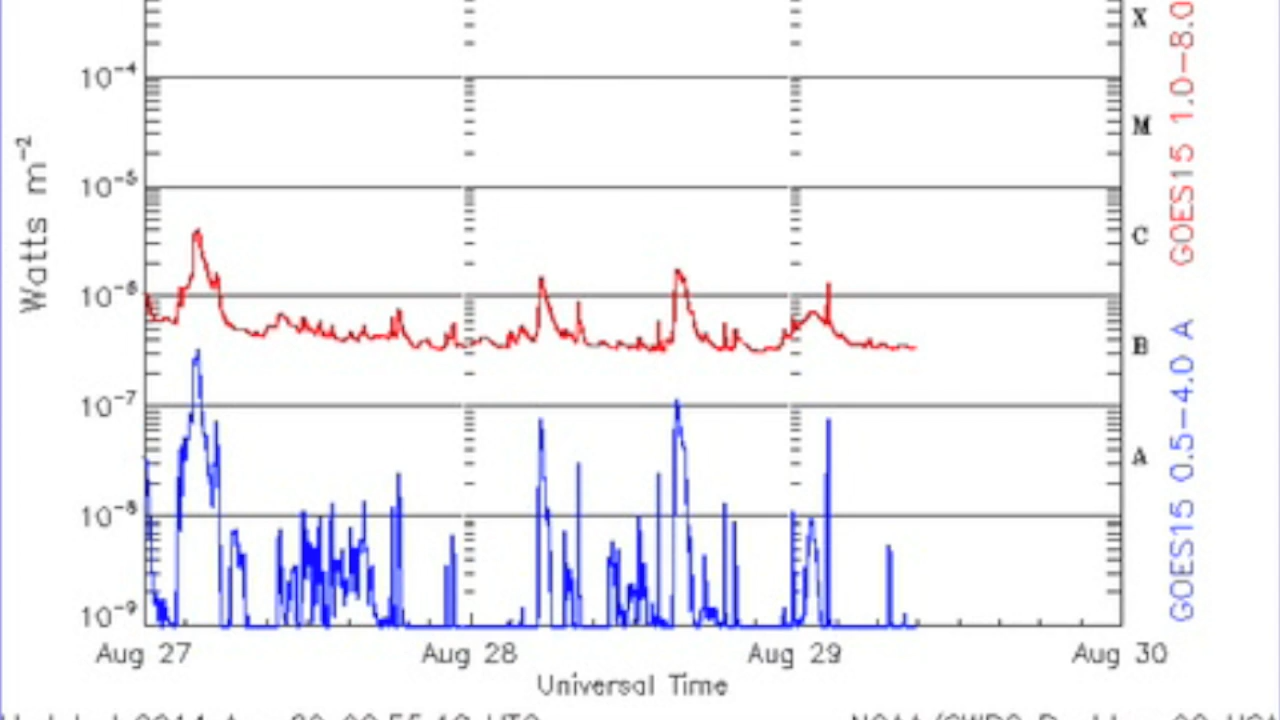 X
10⁻⁴
M
10⁻⁵
C
10⁻⁶
B
10⁻⁷
A
10⁻⁸
10⁻⁹
Watts m⁻²
GOES15 1.0−8.0
GOES15 0.5−4.0 A
Aug 27 Aug 28 Aug 29 Aug 30
Universal Time